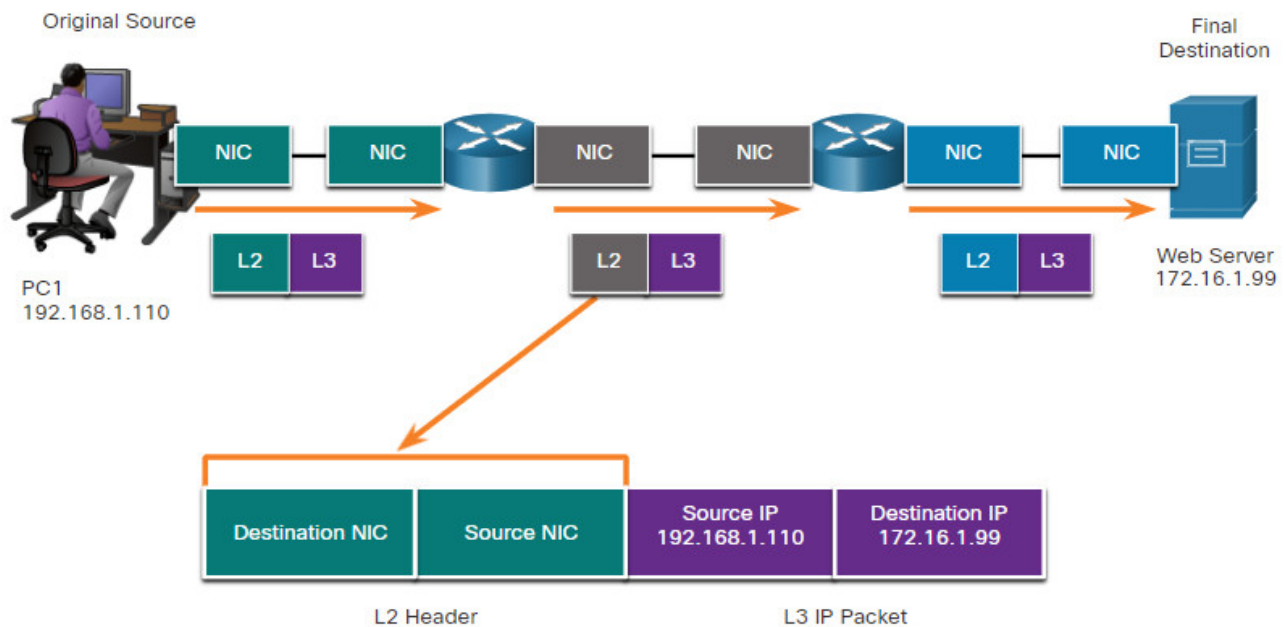 Original Source
Final
Destination
NIC
NIC
NIC
NIC
NIC
NIC
L2
L3
L2
L3
L2
L3
PC1
192.168.1.110
Web Server
172.16.1.99
Destination NIC
Source NIC
Source IP
192.168.1.110
Destination IP
172.16.1.99
L2 Header
L3 IP Packet